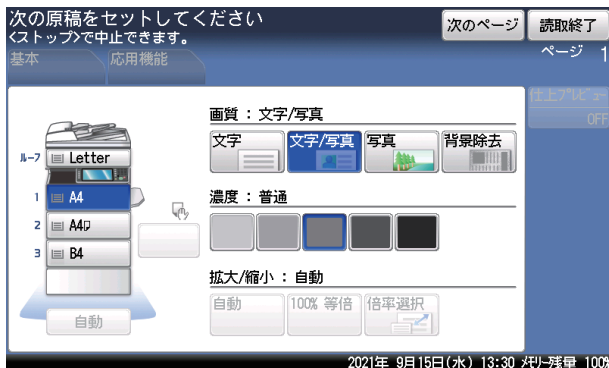 次の原稿をセットしてください
<ストップ>で中止できます。
次のページ
読取終了
基本
応用機能
ページ 1
仕上プレビュー
OFF
画質 : 文字/写真
文字
文字/写真
写真
背景除去
ﾙｰﾌ
Letter
1 A4
2 A4
3 B4
自動
濃度 : 普通
拡大/縮小 : 自動
自動
100% 等倍
倍率選択
2021年 9月15日(水) 13:30 ﾒﾓﾘｰ残量 100%